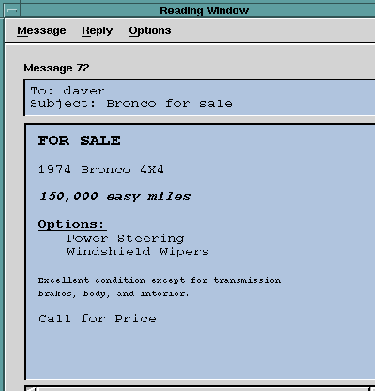 Reading Window
Message Reply Options
Message 72
To: daver
Subject: Bronco for sale
FOR SALE
1974 Bronco 4X4
150,000 easy miles
Options:
Power Steering
Windshield Wipers
Excellent condition except for transmission
brakes, body, and interior.
Call for Price